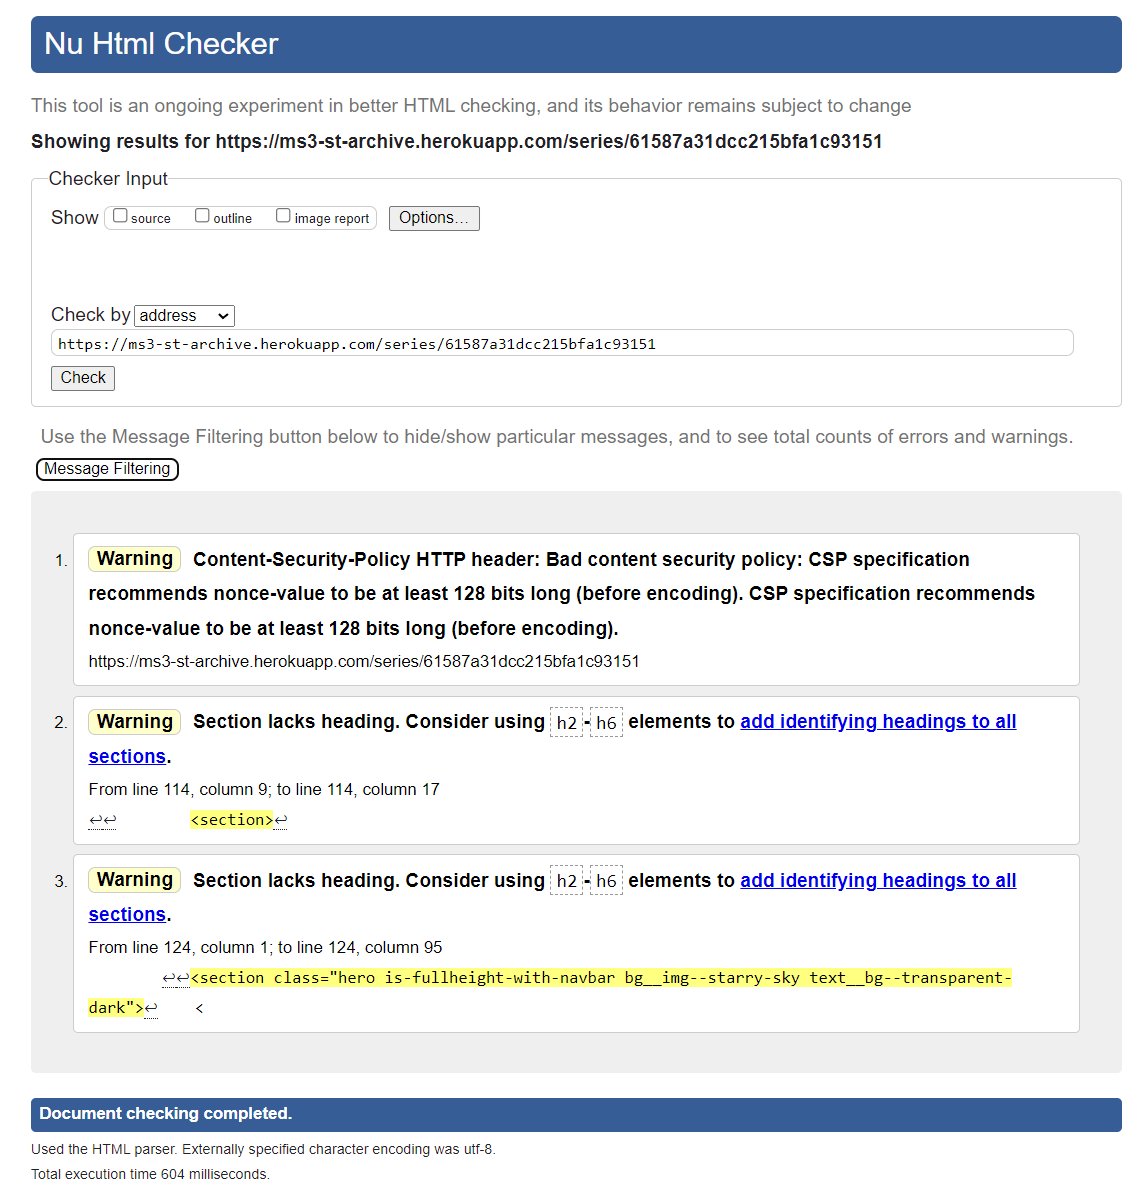 Nu Html Checker
This tool is an ongoing experiment in better HTML checking, and its behavior remains subject to change
Showing results for https://ms3-st-archive.herokuapp.com/series/61587a31dcc215bfa1c93151
Checker Input
Show source outline image report Options...
Check by address
https://ms3-st-archive.herokuapp.com/series/61587a31dcc215bfa1c93151
Check
Use the Message Filtering button below to hide/show particular messages, and to see total counts of errors and warnings.
Message Filtering
1. Warning Content-Security-Policy HTTP header: Bad content security policy: CSP specification
recommends nonce-value to be at least 128 bits long (before encoding). CSP specification recommends
nonce-value to be at least 128 bits long (before encoding).
https://ms3-st-archive.herokuapp.com/series/61587a31dcc215bfa1c93151
2. Warning Section lacks heading. Consider using h2-h6 elements to add identifying headings to all
sections.
From line 114, column 9; to line 114, column 17
↩↩ <section>↩
3. Warning Section lacks heading. Consider using h2-h6 elements to add identifying headings to all
sections.
From line 124, column 1; to line 124, column 95
↩↩<section class="hero is-fullheight-with-navbar bg__img--starry-sky text__bg--transparent-
dark">↩ <
Document checking completed.
Used the HTML parser. Externally specified character encoding was utf-8.
Total execution time 604 milliseconds.